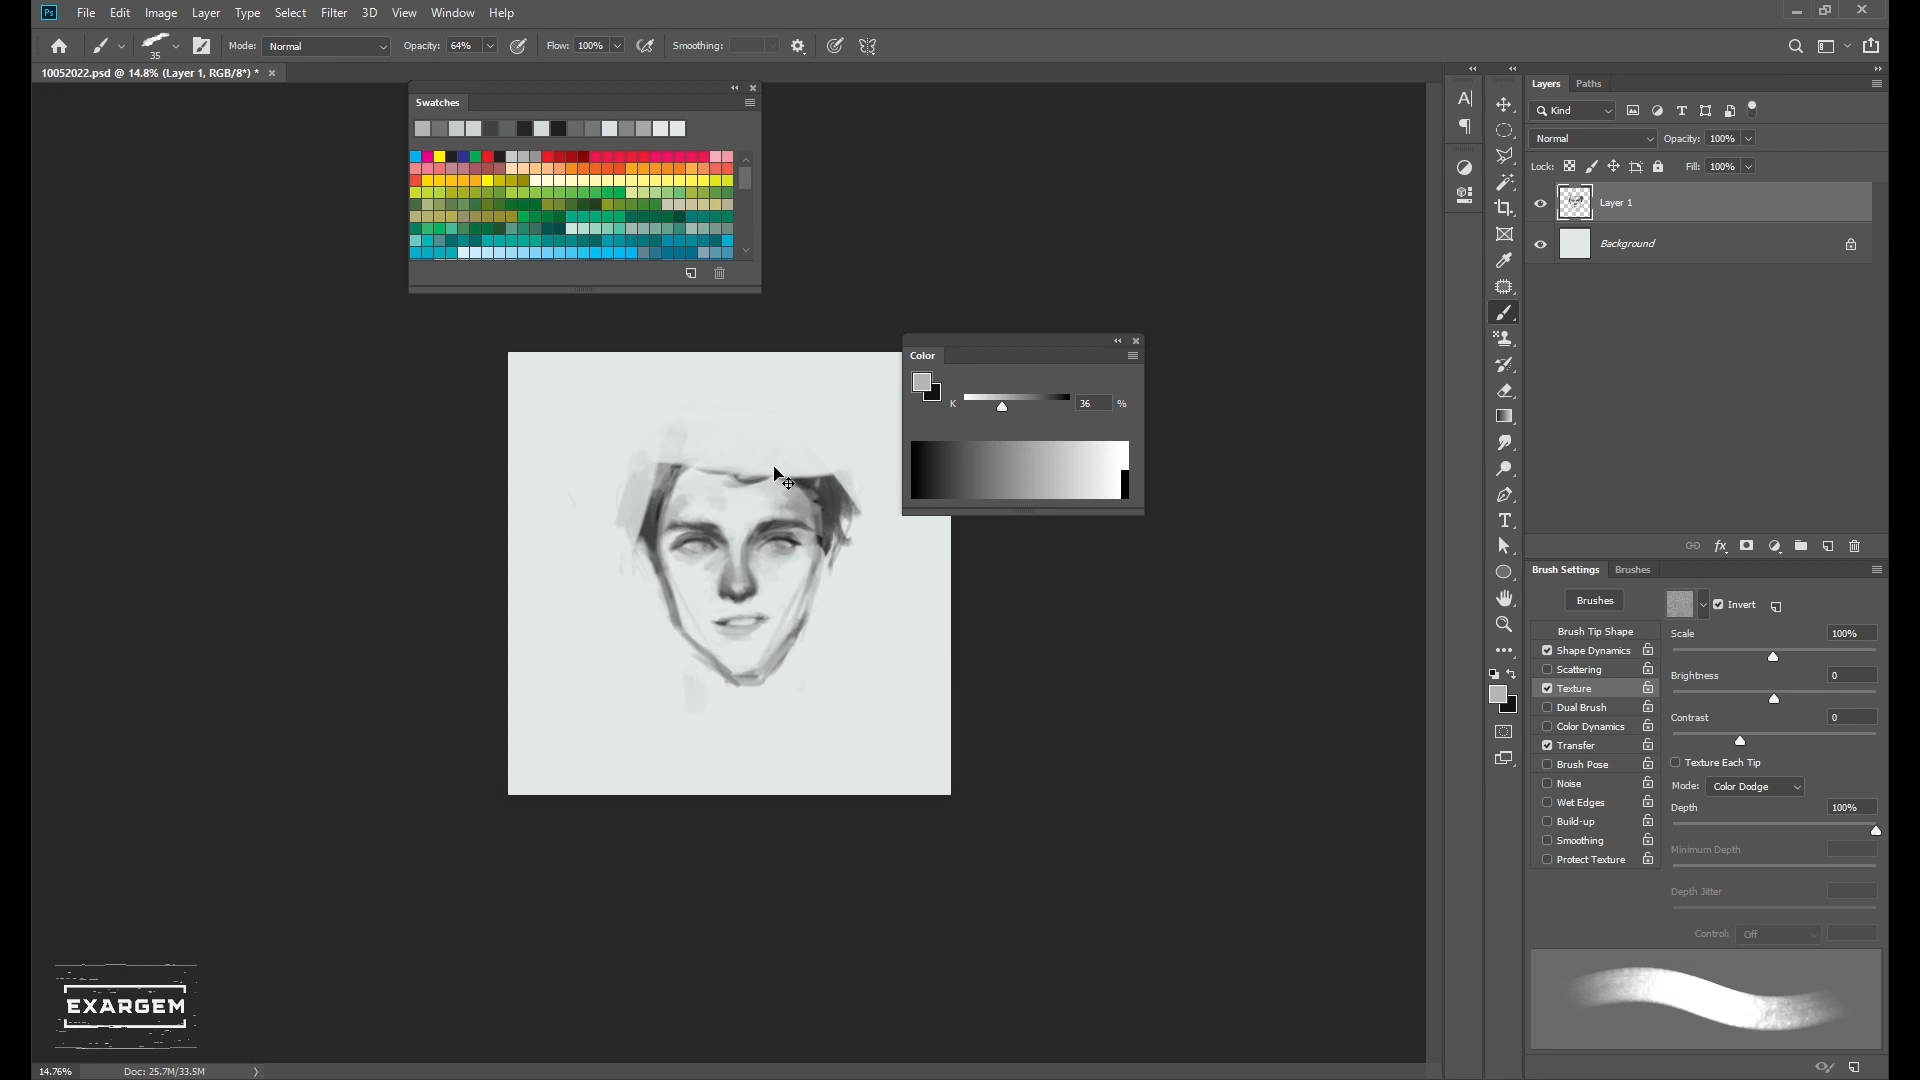 Ps File Edit Image Layer Type Select Filter 3D View Window Help
35 Mode: Normal Opacity: 64% Flow: 100% Smoothing:
10052022.psd @ 14.8% (Layer 1, RGB/8*) *
Swatches
Color
K 36 %
Layers Paths
Kind
Normal Opacity: 100%
Lock: Fill: 100%
Layer 1
Background
fx
Brush Settings Brushes
Brushes Invert
Brush Tip Shape
Shape Dynamics
Scattering
Texture
Dual Brush
Color Dynamics
Transfer
Brush Pose
Noise
Wet Edges
Build-up
Smoothing
Protect Texture
Scale 100%
Brightness 0
Contrast 0
Texture Each Tip
Mode: Color Dodge
Depth 100%
Minimum Depth
Depth Jitter
Control: Off
EXARGEM
14.76% Doc: 25.7M/33.5M